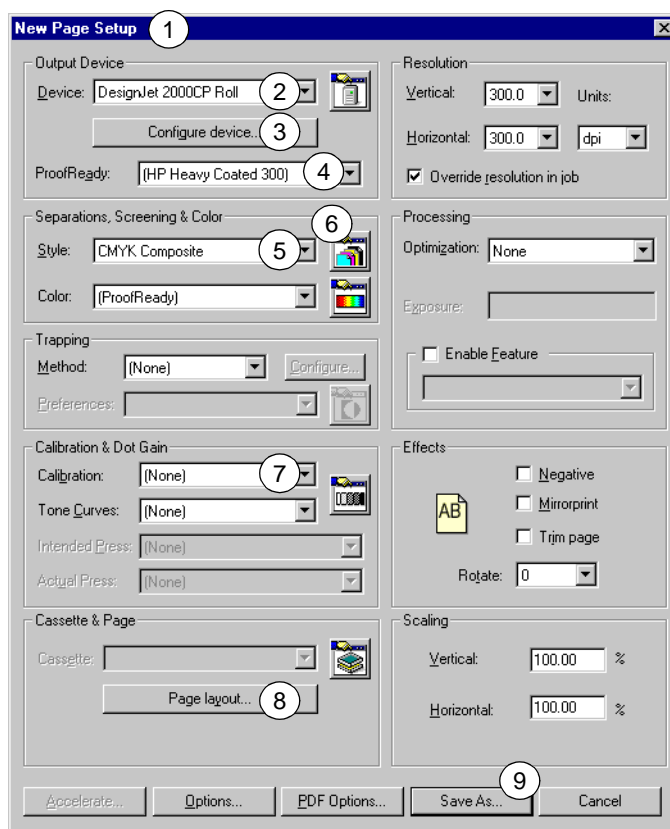 New Page Setup 1
Output Device
Device: DesignJet 2000CP Roll 2
Configure device... 3
ProofReady: (HP Heavy Coated 300) 4
Resolution
Vertical: 300.0 Units:
Horizontal: 300.0 dpi
Override resolution in job
Separations, Screening & Color 6
Style: CMYK Composite 5
Color: (ProofReady)
Processing
Optimization: None
Exposure:
Enable Feature
Trapping
Method: (None) Configure...
Preferences:
Calibration & Dot Gain
Calibration: (None) 7
Tone Curves: (None)
Intended Press: (None)
Actual Press: (None)
Effects
AB
Negative
Mirrorprint
Trim page
Rotate: 0
Cassette & Page
Cassette:
Page layout... 8
Scaling
Vertical: 100.00 %
Horizontal: 100.00 %
9
Accelerate... Options... PDF Options... Save As... Cancel